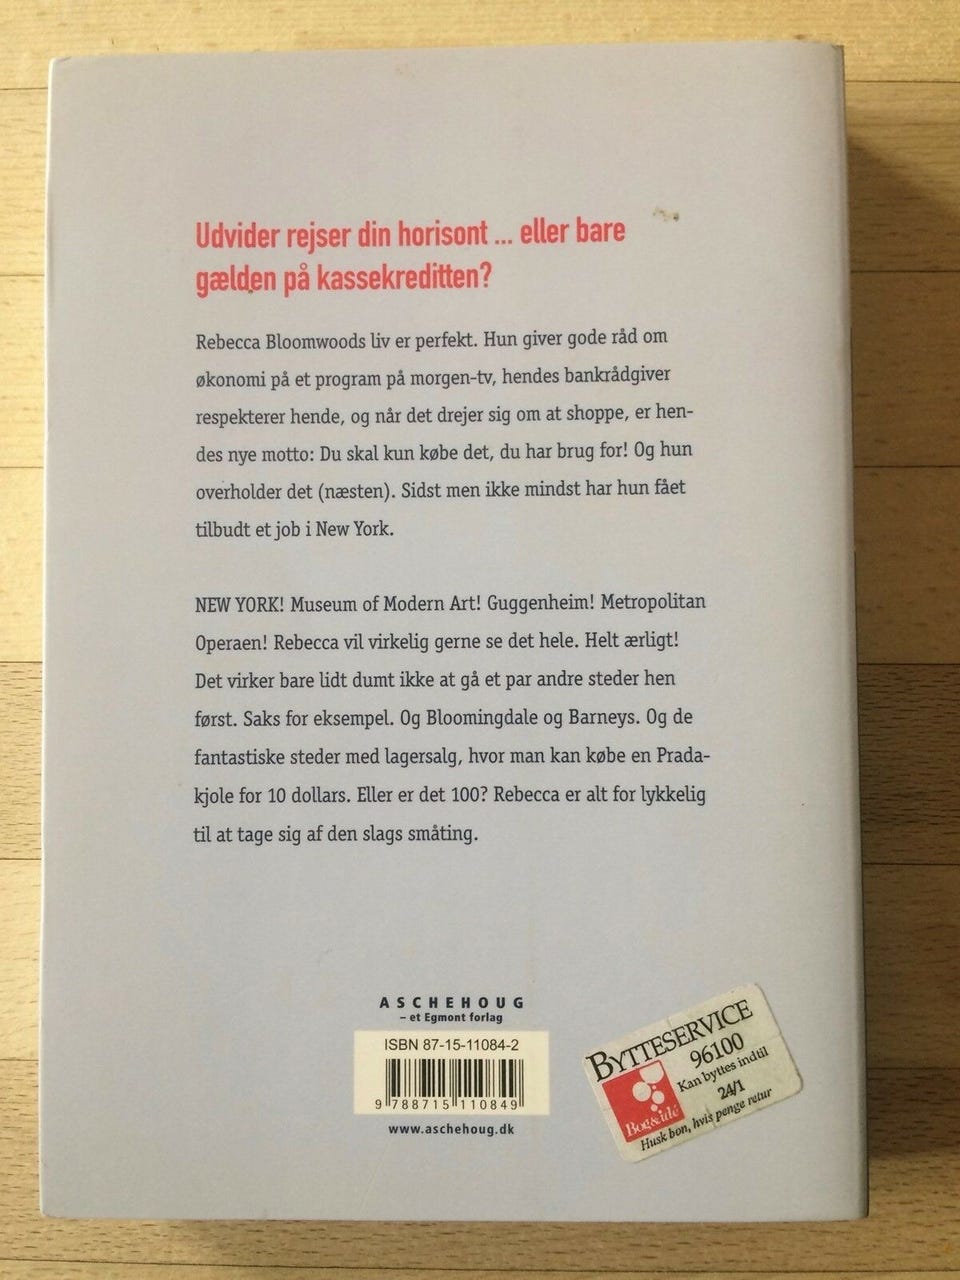 Udvider rejser din horisont ... eller bare
gælden på kassekreditten?
Rebecca Bloomwoods liv er perfekt. Hun giver gode råd om
økonomi på et program på morgen-tv, hendes bankrådgiver
respekterer hende, og når det drejer sig om at shoppe, er hen-
des nye motto: Du skal kun købe det, du har brug for! Og hun
overholder det (næsten). Sidst men ikke mindst har hun fået
tilbudt et job i New York.
NEW YORK! Museum of Modern Art! Guggenheim! Metropolitan
Operaen! Rebecca vil virkelig gerne se det hele. Helt ærligt!
Det virker bare lidt dumt ikke at gå et par andre steder hen
først. Saks for eksempel. Og Bloomingdale og Barneys. Og de
fantastiske steder med lagersalg, hvor man kan købe en Prada-
kjole for 10 dollars. Eller er det 100? Rebecca er alt for lykkelig
til at tage sig af den slags småting.
ASCHEHOUG
– et Egmont forlag
ISBN 87-15-11084-2
9 788715 110849
www.aschehoug.dk
BYTTESERVICE
96100
Kan byttes indtil
24/1
Bog&idé
Husk bon, hvis penge retur